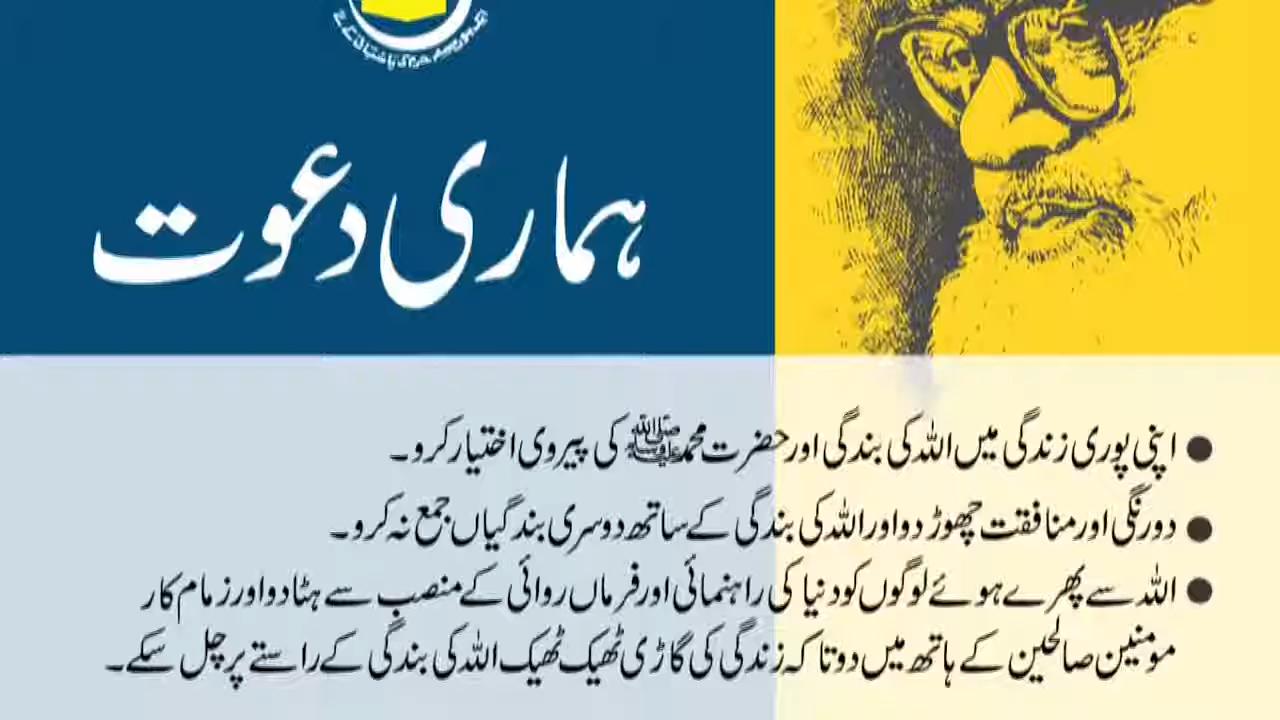 ہماری دعوت
● اپنی پوری زندگی میں اللہ کی بندگی اور حضرت محمد ﷺ کی پیروی اختیار کرو۔
● دورنگی اور منافقت چھوڑ دو اور اللہ کی بندگی کے ساتھ دوسری بندگیاں جمع نہ کرو۔
● اللہ سے پھرے ہوئے لوگوں کو دنیا کی راہنمائی اور فرماں روائی کے منصب سے ہٹا دو اور زمام کار
مومنین صالحین کے ہاتھ میں دو تاکہ زندگی کی گاڑی ٹھیک ٹھیک اللہ کی بندگی کے راستے پر چل سکے۔